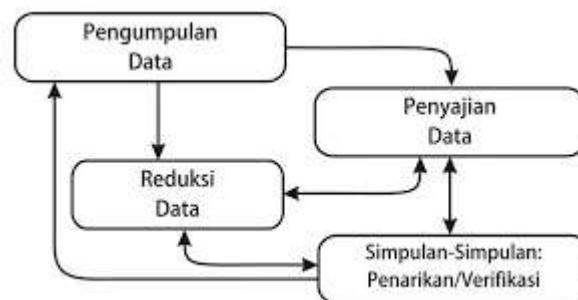 Pengumpulan
Data
Penyajian
Data
Reduksi
Data
Simpulan-Simpulan:
Penarikan/Verifikasi